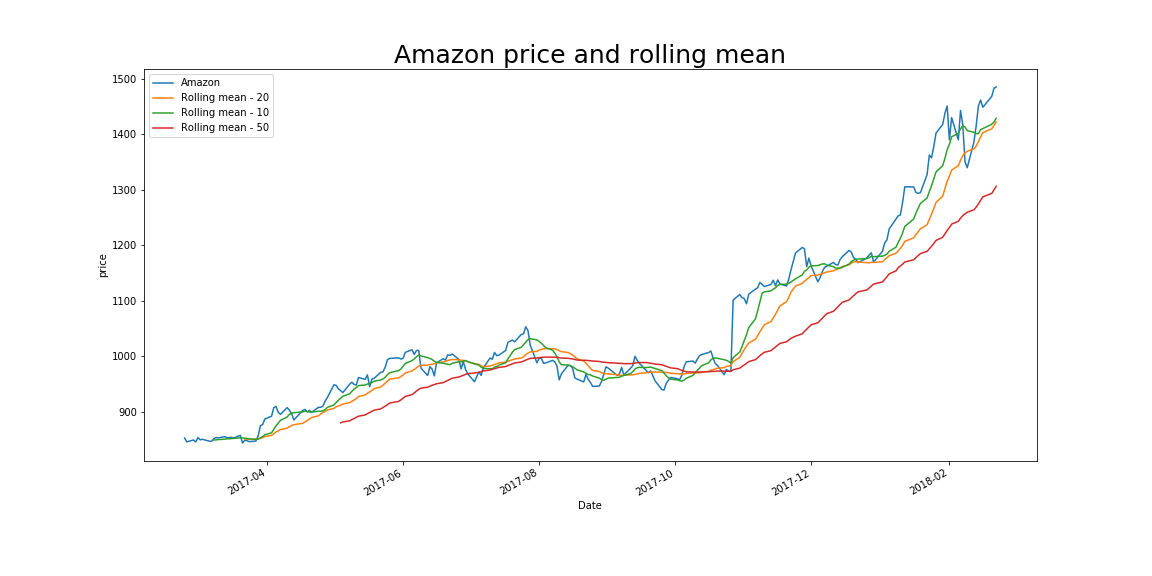 Amazon price and rolling mean
Amazon
Rolling mean - 20
Rolling mean - 10
Rolling mean - 50
1500
1400
1300
1200
1100
1000
900
price
2017-04
2017-06
2017-08
2017-10
2017-12
2018-02
Date